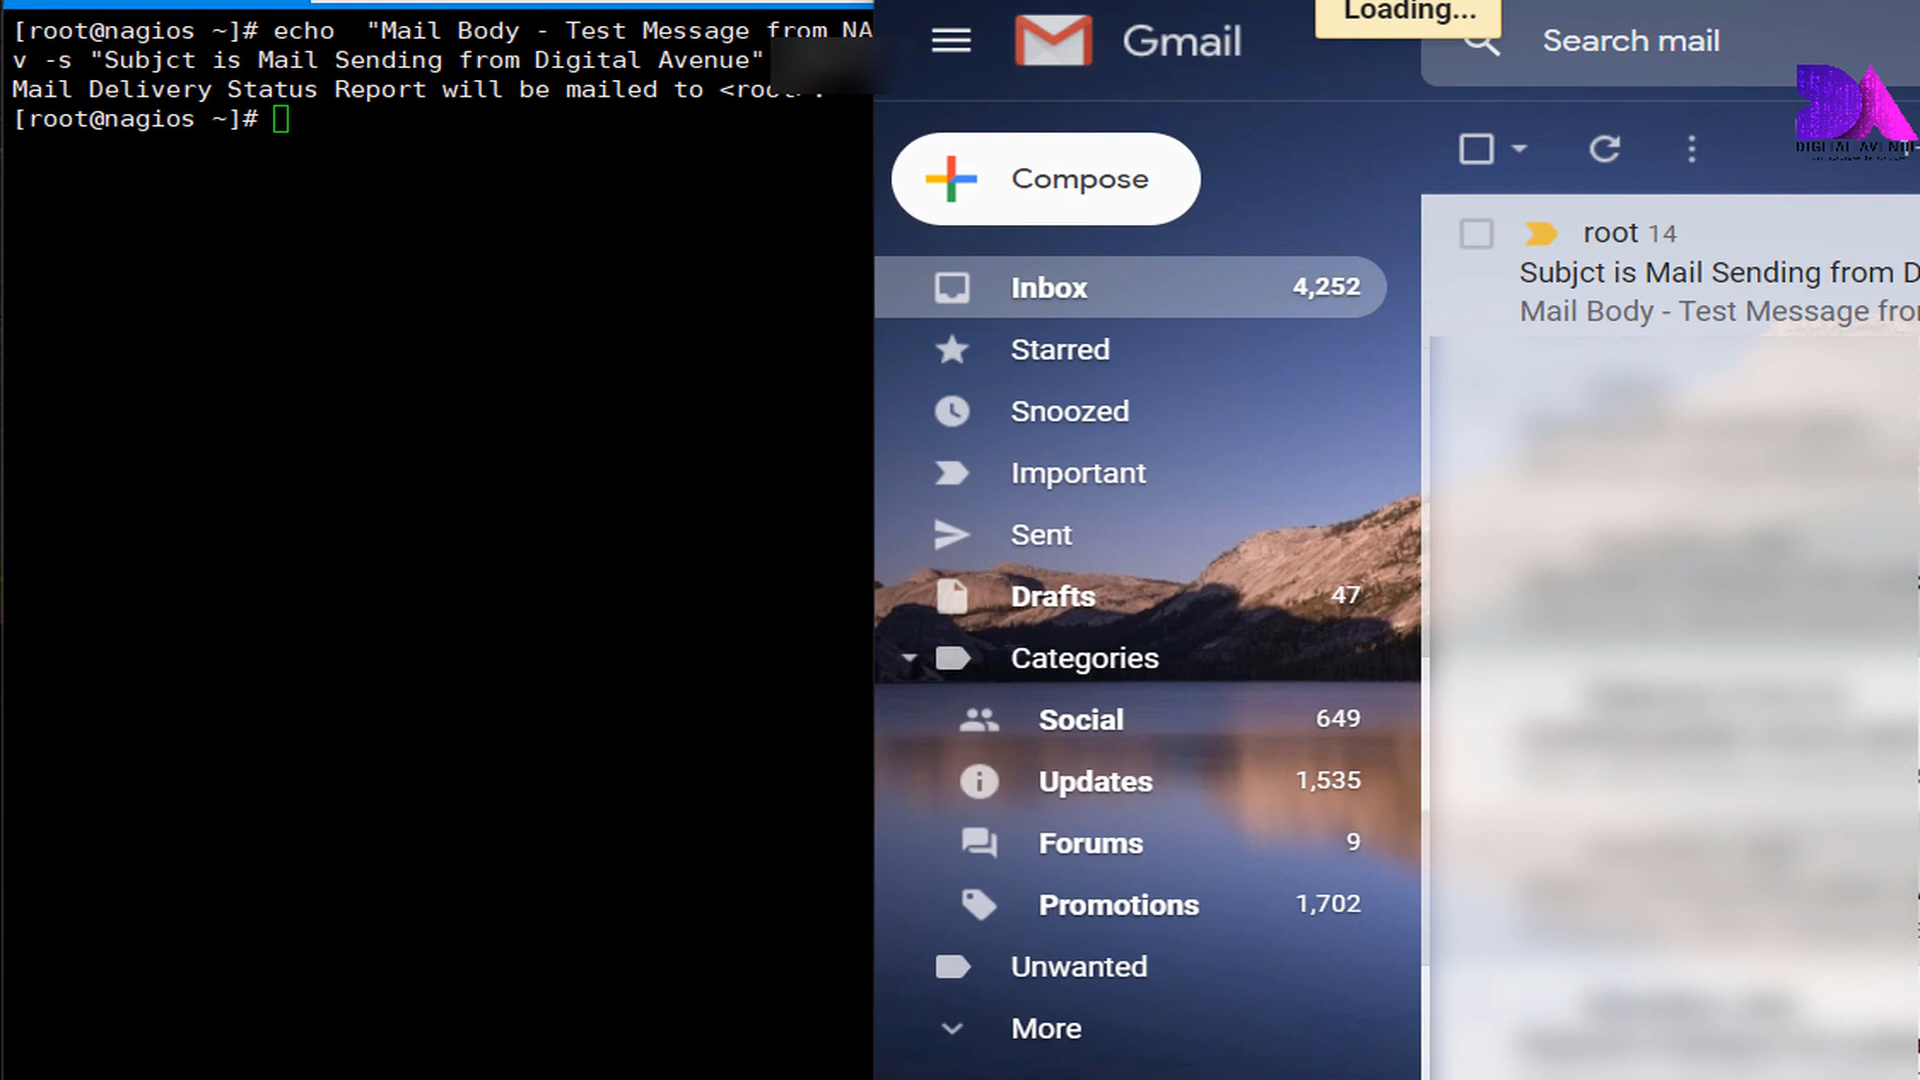 [root@nagios ~]# echo  "Mail Body - Test Message from NA
v -s "Subjct is Mail Sending from Digital Avenue"
Mail Delivery Status Report will be mailed to <root>.
[root@nagios ~]#
Gmail
Loading...
Search mail
Compose
Inbox 4,252
Starred
Snoozed
Important
Sent
Drafts 47
Categories
Social 649
Updates 1,535
Forums 9
Promotions 1,702
Unwanted
More
DA
root 14
Subjct is Mail Sending from D
Mail Body - Test Message fro